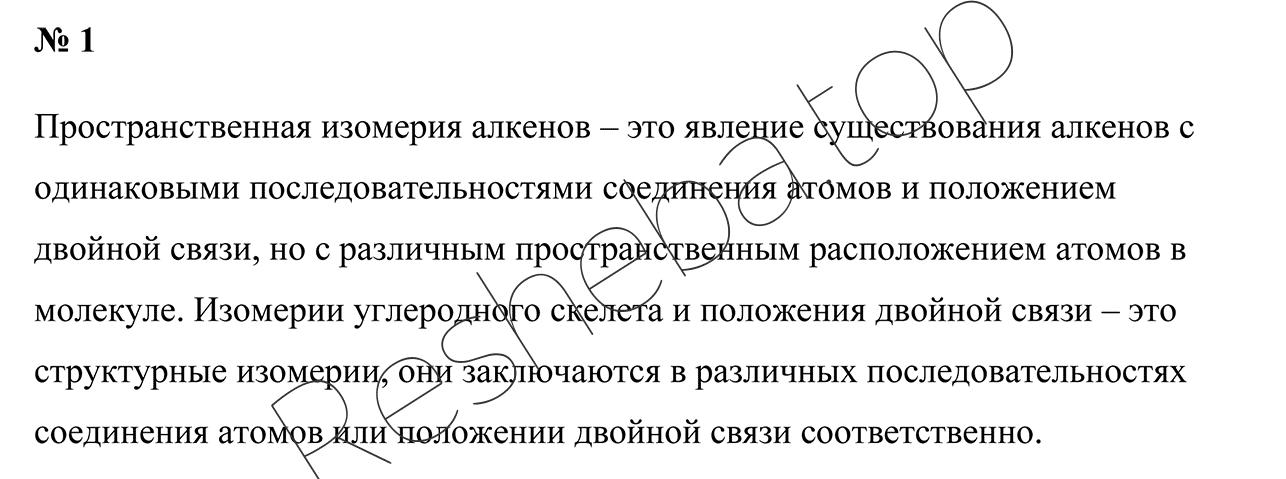 № 1
Пространственная изомерия алкенов – это явление существования алкенов с
одинаковыми последовательностями соединения атомов и положением
двойной связи, но с различным пространственным расположением атомов в
молекуле. Изомерии углеродного скелета и положения двойной связи – это
структурные изомерии, они заключаются в различных последовательностях
соединения атомов или положении двойной связи соответственно.
Resheba.top